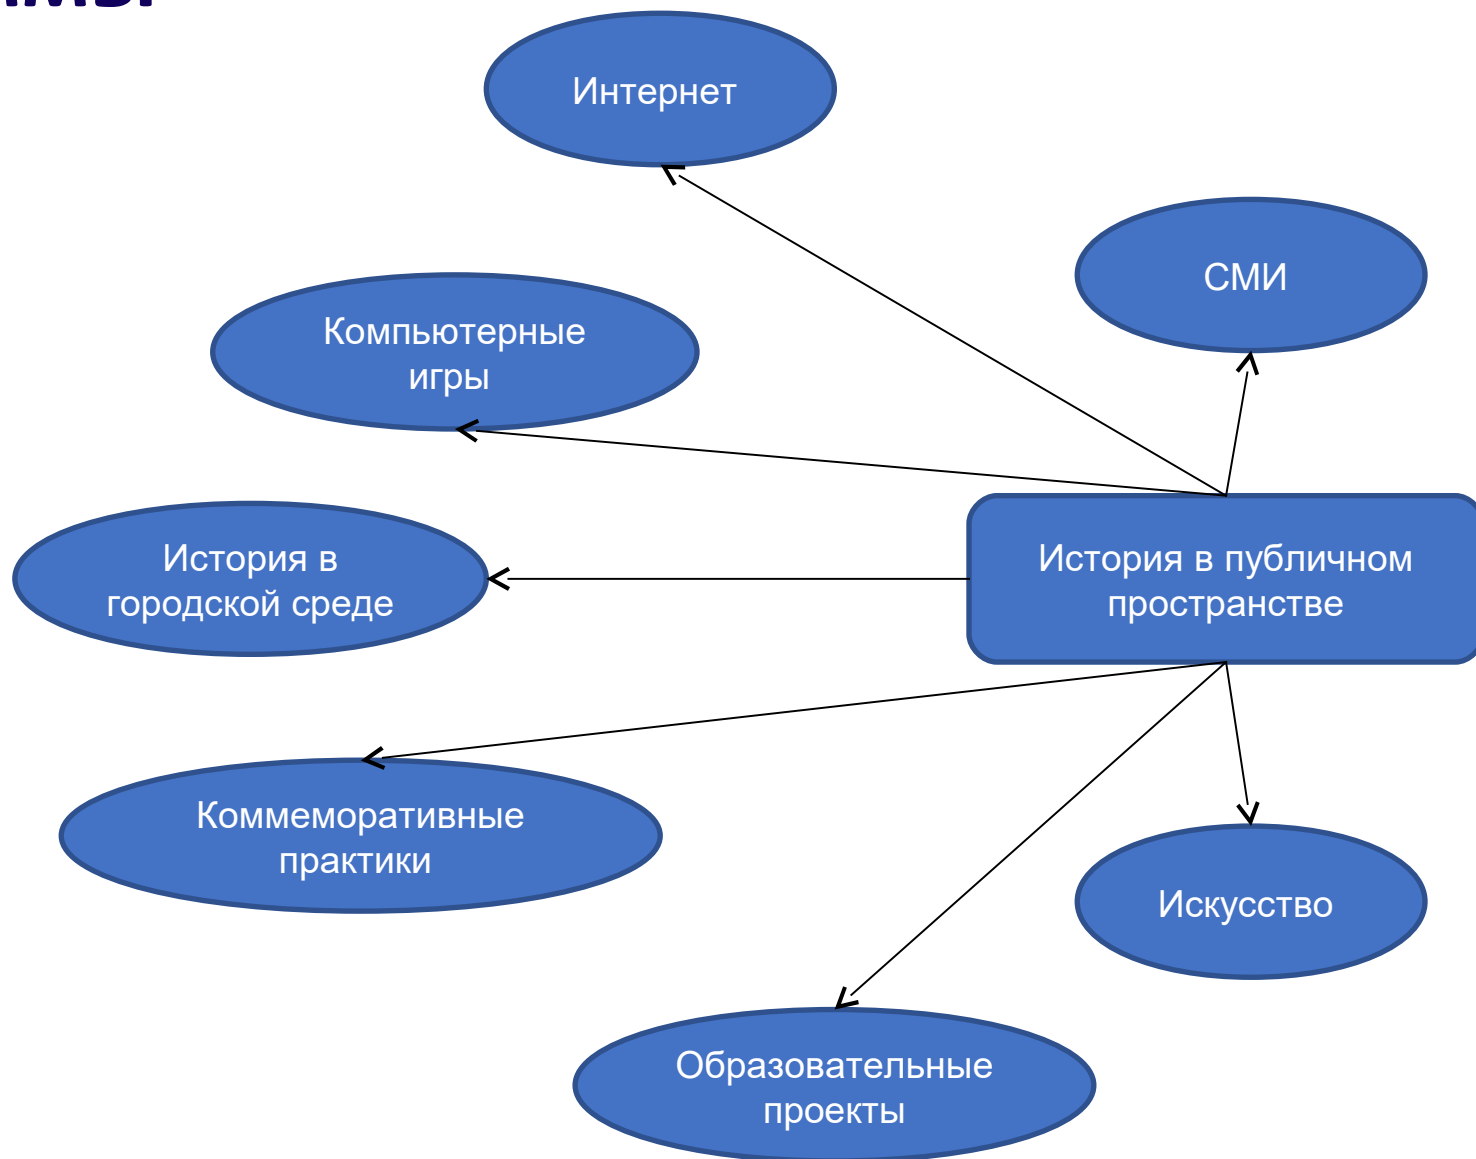 Интернет
СМИ
Компьютерные
игры
История в
городской среде
История в публичном
пространстве
Коммеморативные
практики
Искусство
Образовательные
проекты